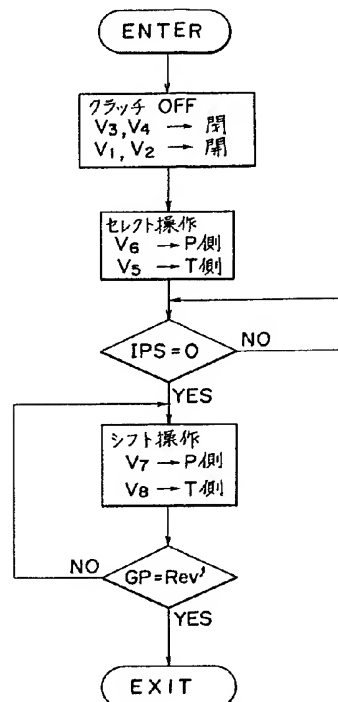 ENTER
クラッチ OFF
V3,V4 → 閉
V1,V2 → 開
セレクト操作
V6 → P側
V5 → T側
IPS=0
NO
YES
シフト操作
V7 → P側
V8 → T側
NO
GP=Rev'
YES
EXIT